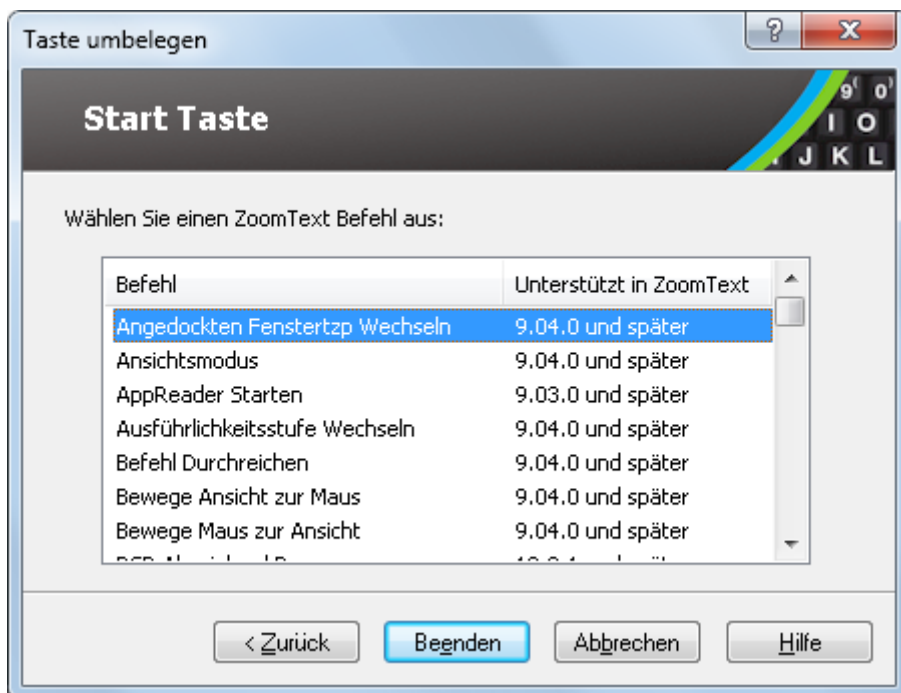 Taste umbelegen
Start Taste
9( 0)
I O
J K L
Wählen Sie einen ZoomText Befehl aus:
Befehl Unterstützt in ZoomText
Angedockten Fenstertzp Wechseln 9.04.0 und später
Ansichtsmodus 9.04.0 und später
AppReader Starten 9.03.0 und später
Ausführlichkeitsstufe Wechseln 9.04.0 und später
Befehl Durchreichen 9.04.0 und später
Bewege Ansicht zur Maus 9.04.0 und später
Bewege Maus zur Ansicht 9.04.0 und später
< Zurück Beenden Abbrechen Hilfe